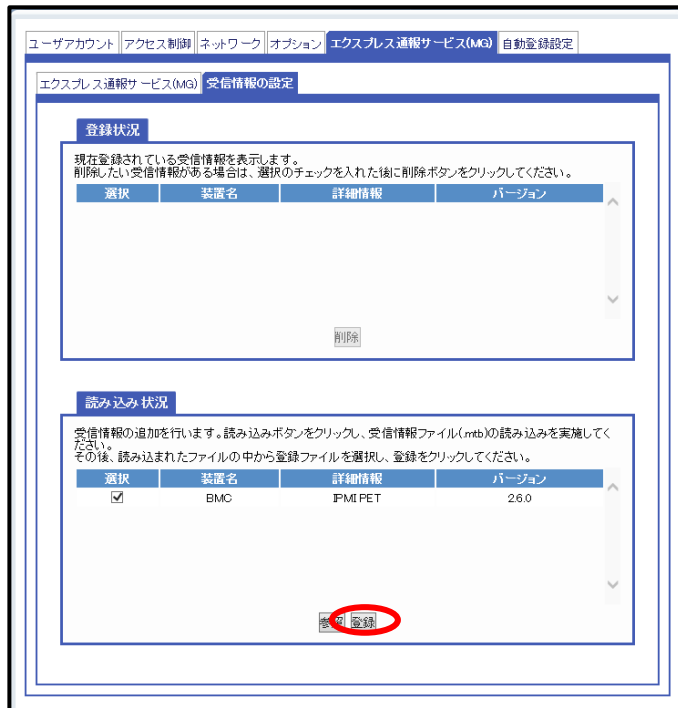 ユーザアカウント アクセス制御 ネットワーク オプション エクスプレス通報サービス(MG) 自動登録設定
エクスプレス通報サービス(MG) 受信情報の設定
登録状況
現在登録されている受信情報を表示します。
削除したい受信情報がある場合は、選択のチェックを入れた後に削除ボタンをクリックしてください。
選択 装置名 詳細情報 バージョン
削除
読み込み状況
受信情報の追加を行います。読み込みボタンをクリックし、受信情報ファイル(.mtb)の読み込みを実施してく
ださい。
その後、読み込まれたファイルの中から登録ファイルを選択し、登録をクリックしてください。
選択 装置名 詳細情報 バージョン
BMC IPMI PET 2.6.0
参照 登録